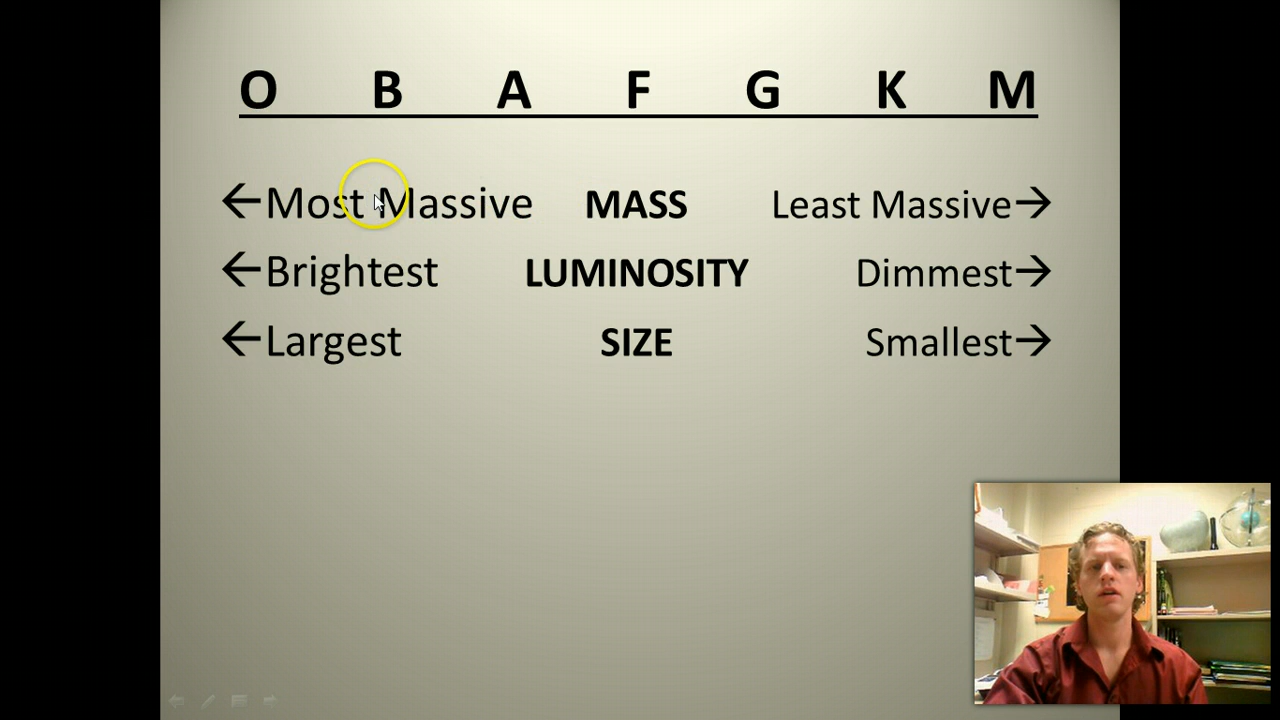 O B A F G K M
←Most Massive MASS Least Massive→
←Brightest LUMINOSITY Dimmest→
←Largest SIZE Smallest→